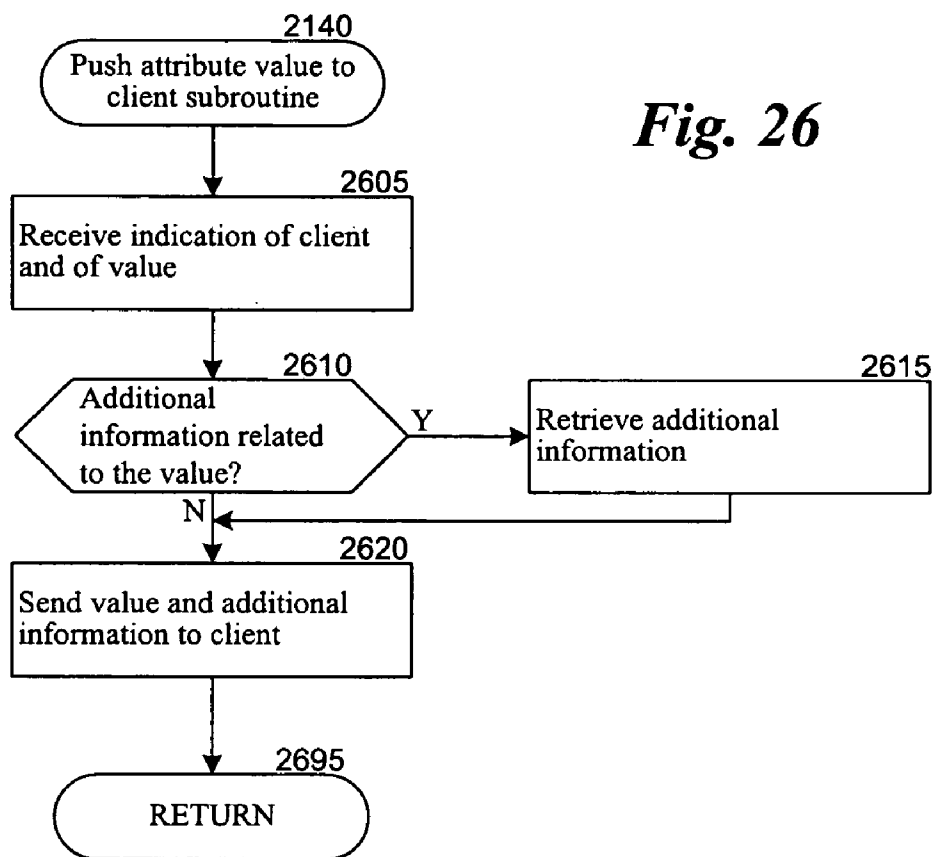 2140
Push attribute value to
client subroutine
Fig. 26
2605
Receive indication of client
and of value
2610
Additional
information related
to the value?
Y
2615
Retrieve additional
information
N
2620
Send value and additional
information to client
2695
RETURN